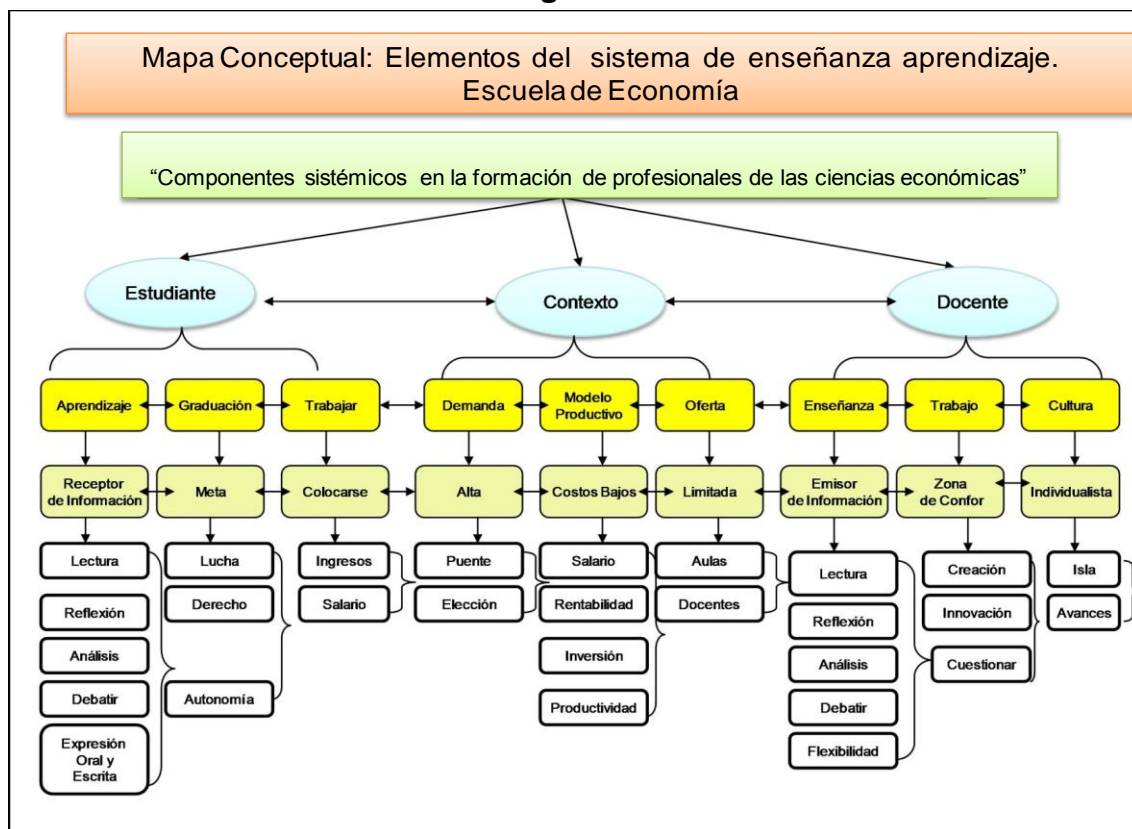 Mapa Conceptual: Elementos del sistema de enseñanza aprendizaje.
Escuela de Economía
“Componentes sistémicos en la formación de profesionales de las ciencias económicas”
Estudiante
Contexto
Docente
Aprendizaje
Graduación
Trabajar
Demanda
Modelo
Productivo
Oferta
Enseñanza
Trabajo
Cultura
Receptor
de Información
Meta
Colocarse
Alta
Costos Bajos
Limitada
Emisor
de Información
Zona
de Confor
Individualista
Lectura
Reflexión
Análisis
Debatir
Expresión
Oral y
Escrita
Lucha
Derecho
Autonomía
Ingresos
Salario
Puente
Elección
Salario
Rentabilidad
Inversión
Productividad
Aulas
Docentes
Lectura
Reflexión
Análisis
Debatir
Flexibilidad
Creación
Innovación
Cuestionar
Isla
Avances